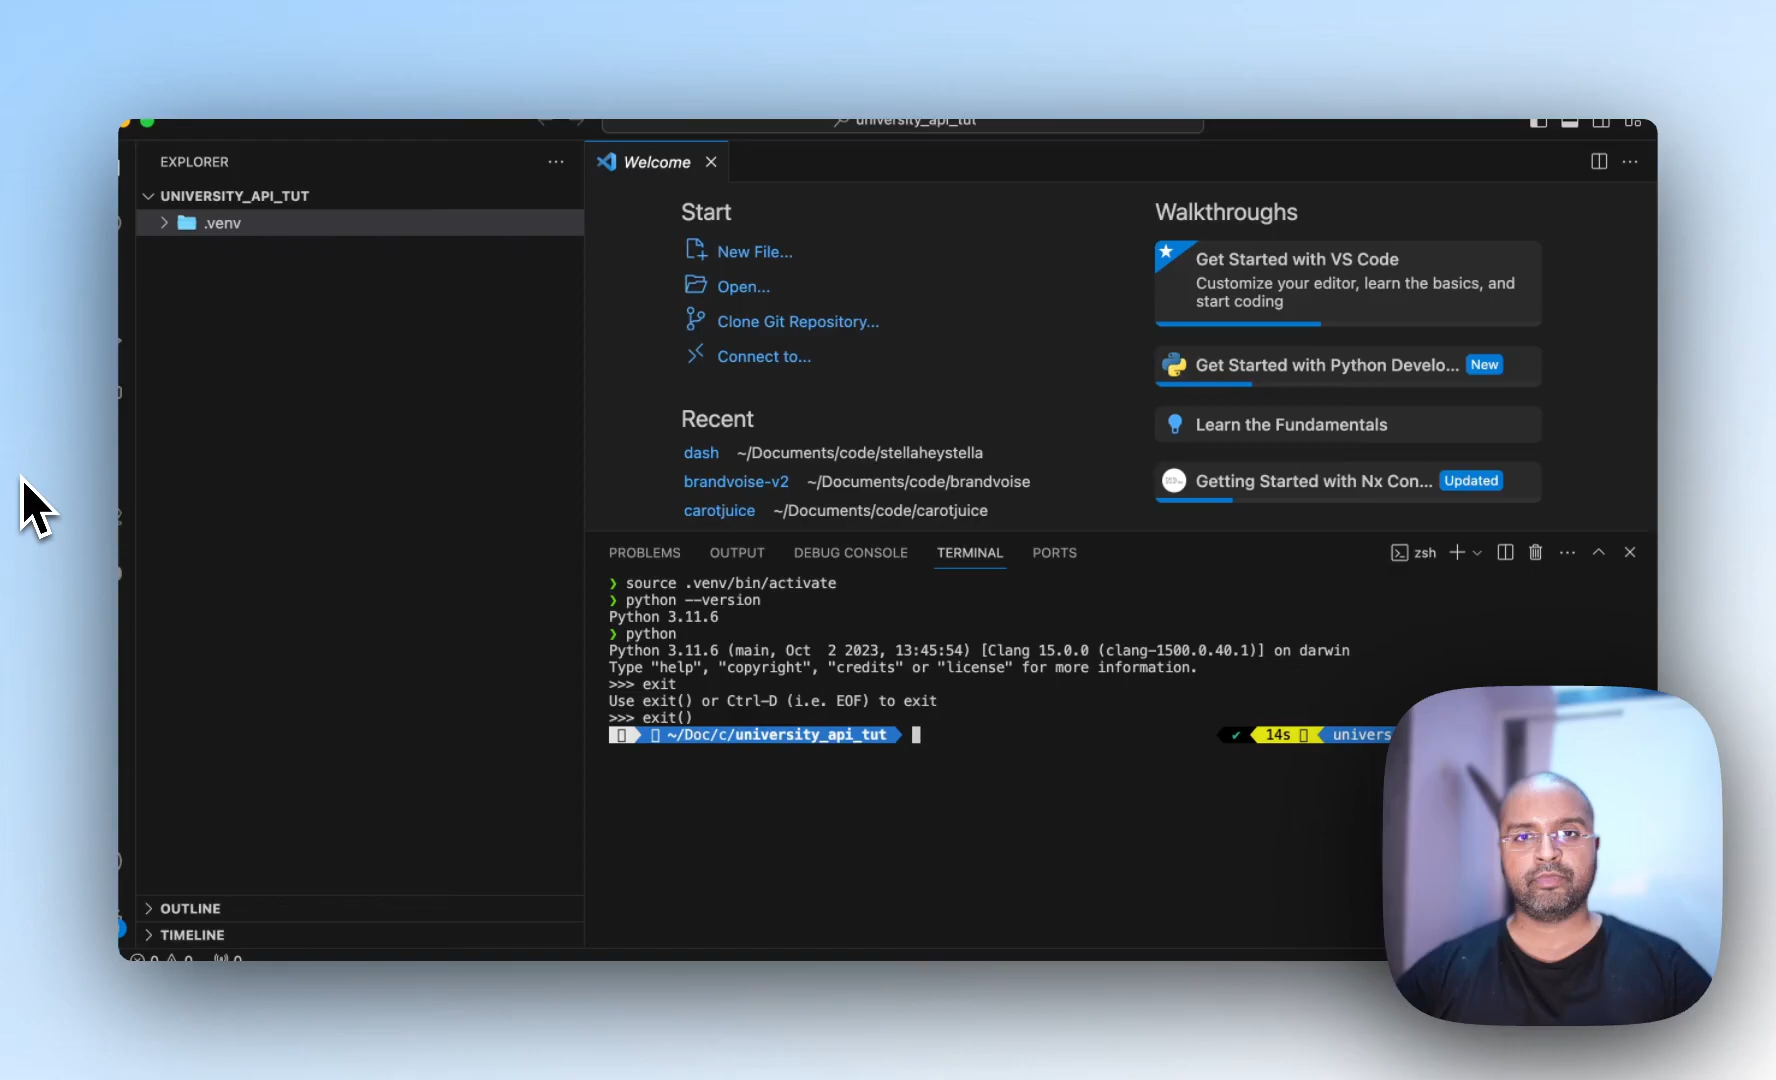 university_api_tut
EXPLORER
UNIVERSITY_API_TUT
.venv
OUTLINE
TIMELINE
0 0 0
Welcome
Start
New File...
Open...
Clone Git Repository...
Connect to...
Recent
dash ~/Documents/code/stellaheystella
brandvoise-v2 ~/Documents/code/brandvoise
carotjuice ~/Documents/code/carotjuice
Walkthroughs
Get Started with VS Code
Customize your editor, learn the basics, and
start coding
Get Started with Python Develo... New
Learn the Fundamentals
Getting Started with Nx Con... Updated
PROBLEMS OUTPUT DEBUG CONSOLE TERMINAL PORTS zsh
❯ source .venv/bin/activate
❯ python --version
Python 3.11.6
❯ python
Python 3.11.6 (main, Oct  2 2023, 13:45:54) [Clang 15.0.0 (clang-1500.0.40.1)] on darwin
Type "help", "copyright", "credits" or "license" for more information.
>>> exit
Use exit() or Ctrl-D (i.e. EOF) to exit
>>> exit()
~/Doc/c/university_api_tut ✔ 14s univers